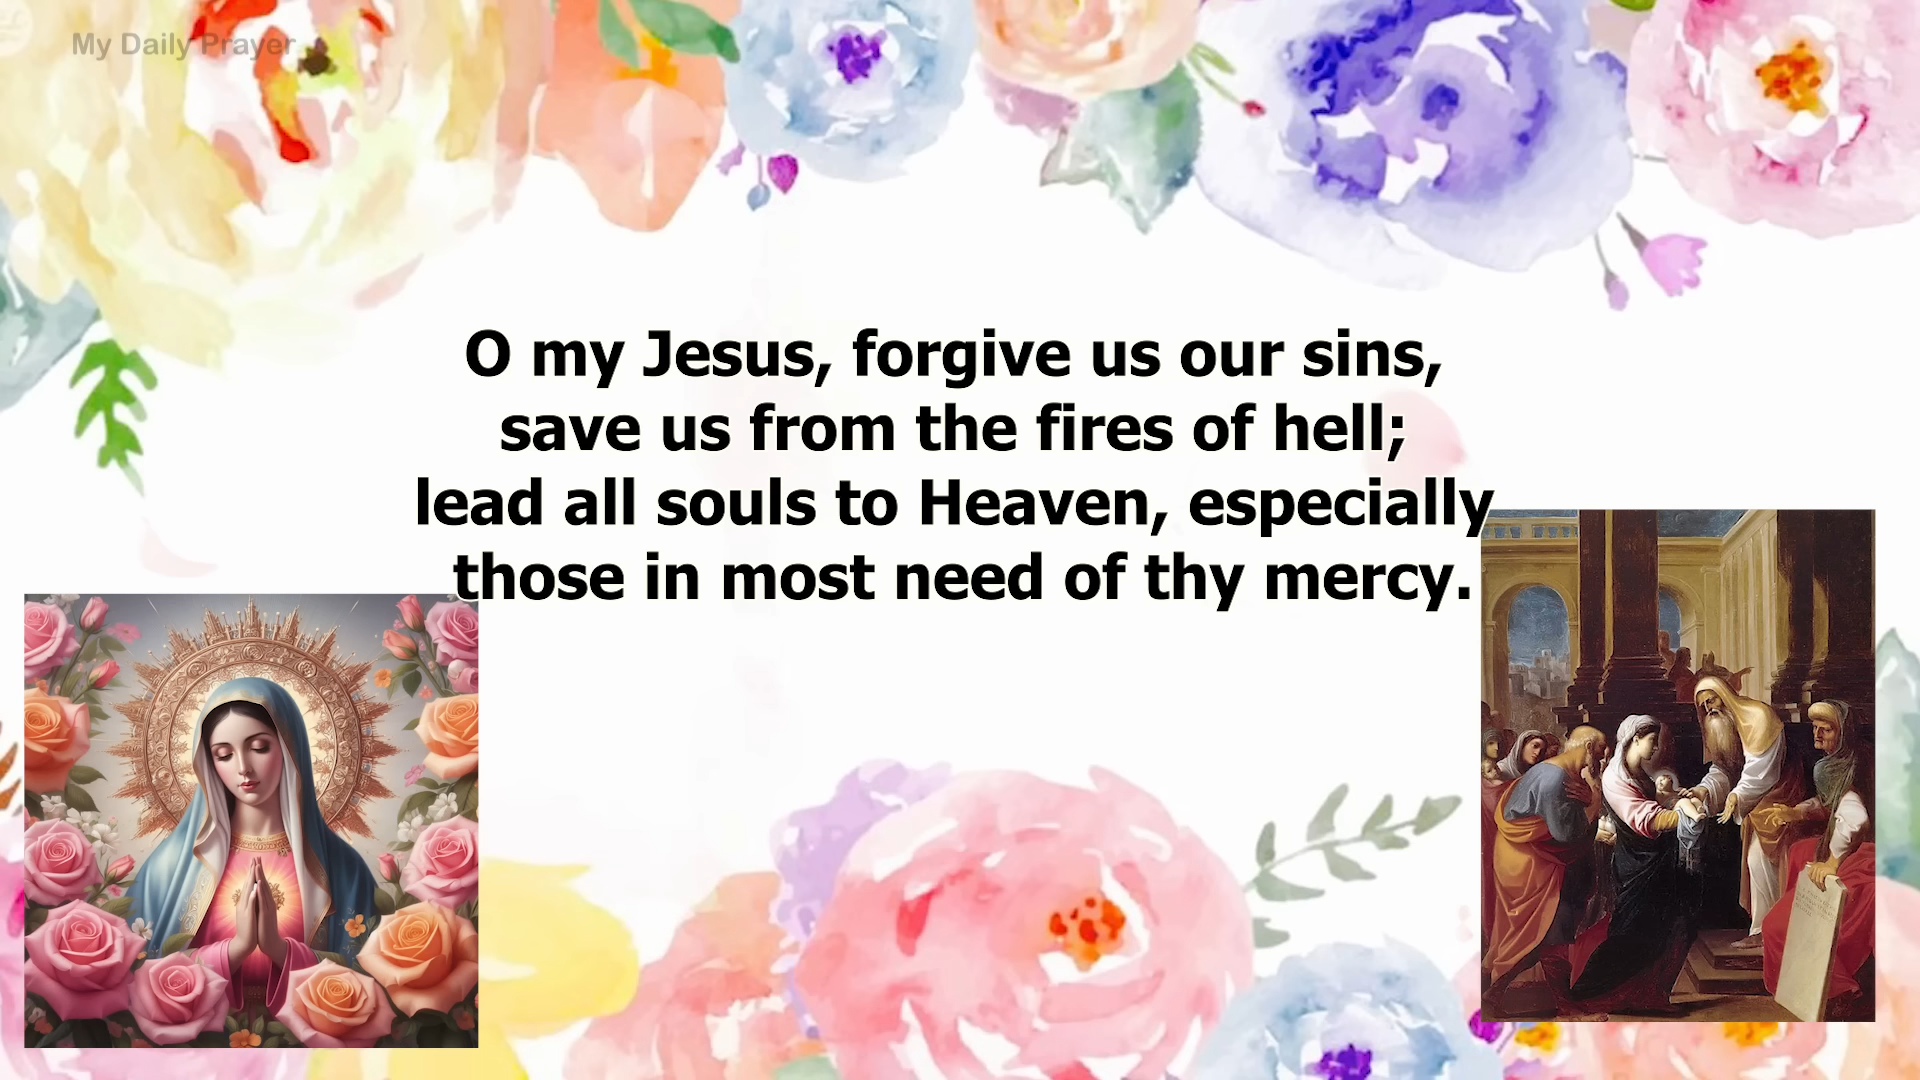 My Daily Prayer
O my Jesus, forgive us our sins,
save us from the fires of hell;
lead all souls to Heaven, especially
those in most need of thy mercy.